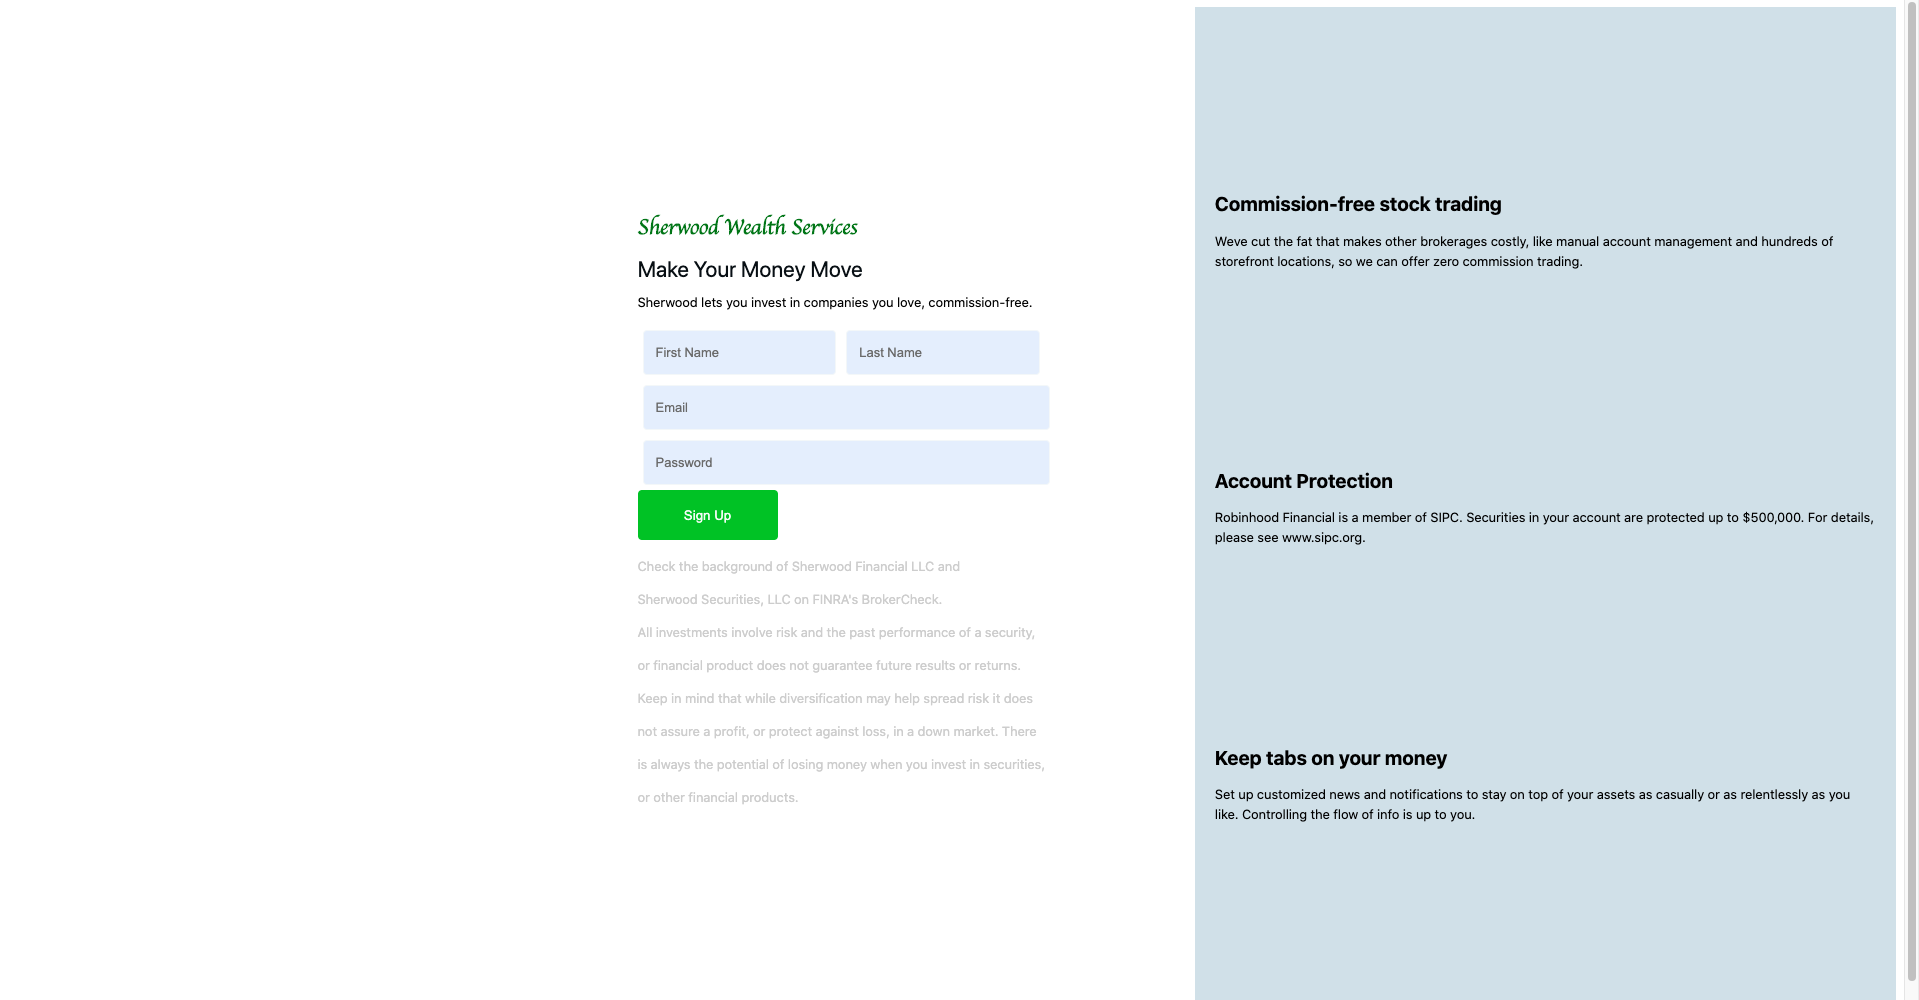 Sherwood Wealth Services
Make Your Money Move
Sherwood lets you invest in companies you love, commission-free.
First Name
Last Name
Email
Password
Sign Up
Check the background of Sherwood Financial LLC and
Sherwood Securities, LLC on FINRA's BrokerCheck.
All investments involve risk and the past performance of a security,
or financial product does not guarantee future results or returns.
Keep in mind that while diversification may help spread risk it does
not assure a profit, or protect against loss, in a down market. There
is always the potential of losing money when you invest in securities,
or other financial products.
Commission-free stock trading
Weve cut the fat that makes other brokerages costly, like manual account management and hundreds of
storefront locations, so we can offer zero commission trading.
Account Protection
Robinhood Financial is a member of SIPC. Securities in your account are protected up to $500,000. For details,
please see www.sipc.org.
Keep tabs on your money
Set up customized news and notifications to stay on top of your assets as casually or as relentlessly as you
like. Controlling the flow of info is up to you.